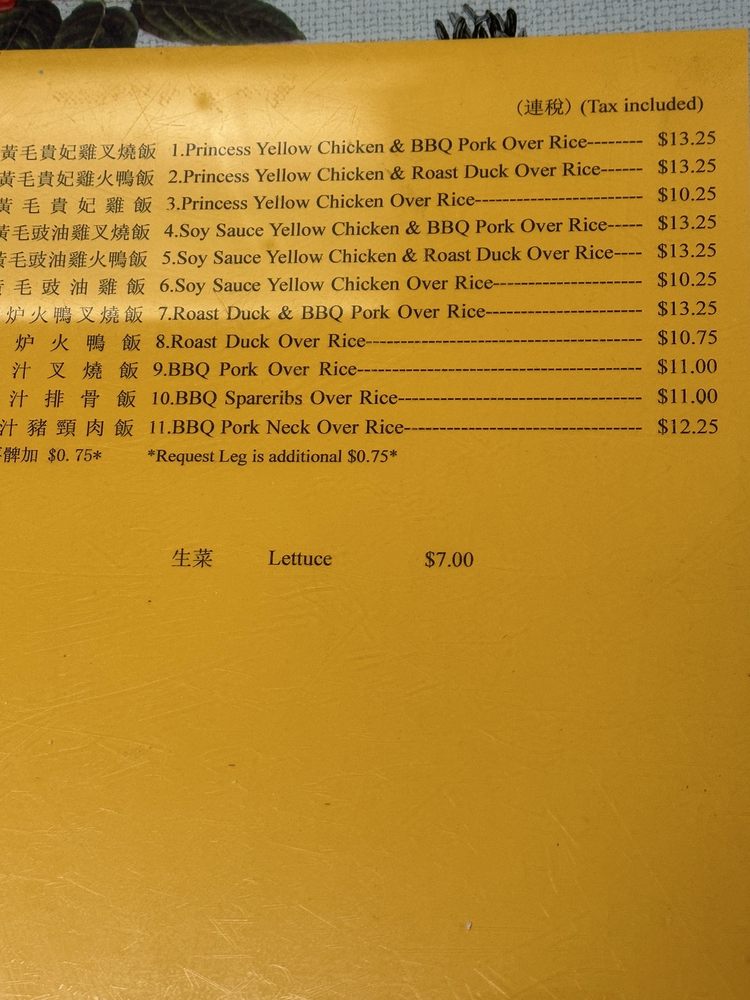 (連稅) (Tax included)
黃毛貴妃雞叉燒飯 1.Princess Yellow Chicken & BBQ Pork Over Rice-------- $13.25
黃毛貴妃雞火鴨飯 2.Princess Yellow Chicken & Roast Duck Over Rice------ $13.25
黃毛貴妃雞飯 3.Princess Yellow Chicken Over Rice------------------------ $10.25
黃毛豉油雞叉燒飯 4.Soy Sauce Yellow Chicken & BBQ Pork Over Rice----- $13.25
黃毛豉油雞火鴨飯 5.Soy Sauce Yellow Chicken & Roast Duck Over Rice---- $13.25
黃毛豉油雞飯 6.Soy Sauce Yellow Chicken Over Rice---------------------- $10.25
炉火鴨叉燒飯 7.Roast Duck & BBQ Pork Over Rice----------------------- $13.25
炉火鴨飯 8.Roast Duck Over Rice---------------------------------------- $10.75
汁叉燒飯 9.BBQ Pork Over Rice----------------------------------------- $11.00
汁排骨飯 10.BBQ Spareribs Over Rice----------------------------------- $11.00
汁豬頸肉飯 11.BBQ Pork Neck Over Rice---------------------------------- $12.25
髀加 $0.75* *Request Leg is additional $0.75*
生菜 Lettuce $7.00